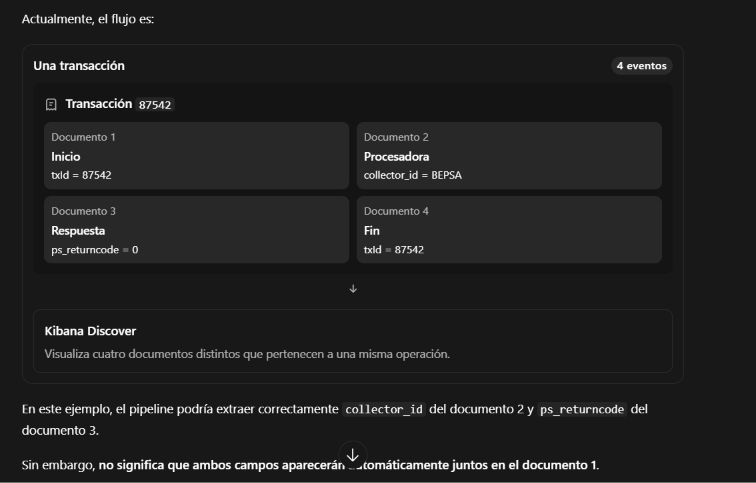 Actualmente, el flujo es:
Una transacción
4 eventos
Transacción 87542
Documento 1
Inicio
txId = 87542
Documento 2
Procesadora
collector_id = BEPSA
Documento 3
Respuesta
ps_returncode = 0
Documento 4
Fin
txId = 87542
Kibana Discover
Visualiza cuatro documentos distintos que pertenecen a una misma operación.
En este ejemplo, el pipeline podría extraer correctamente collector_id del documento 2 y ps_returncode del
documento 3.
Sin embargo, no significa que ambos campos aparecerán automáticamente juntos en el documento 1.